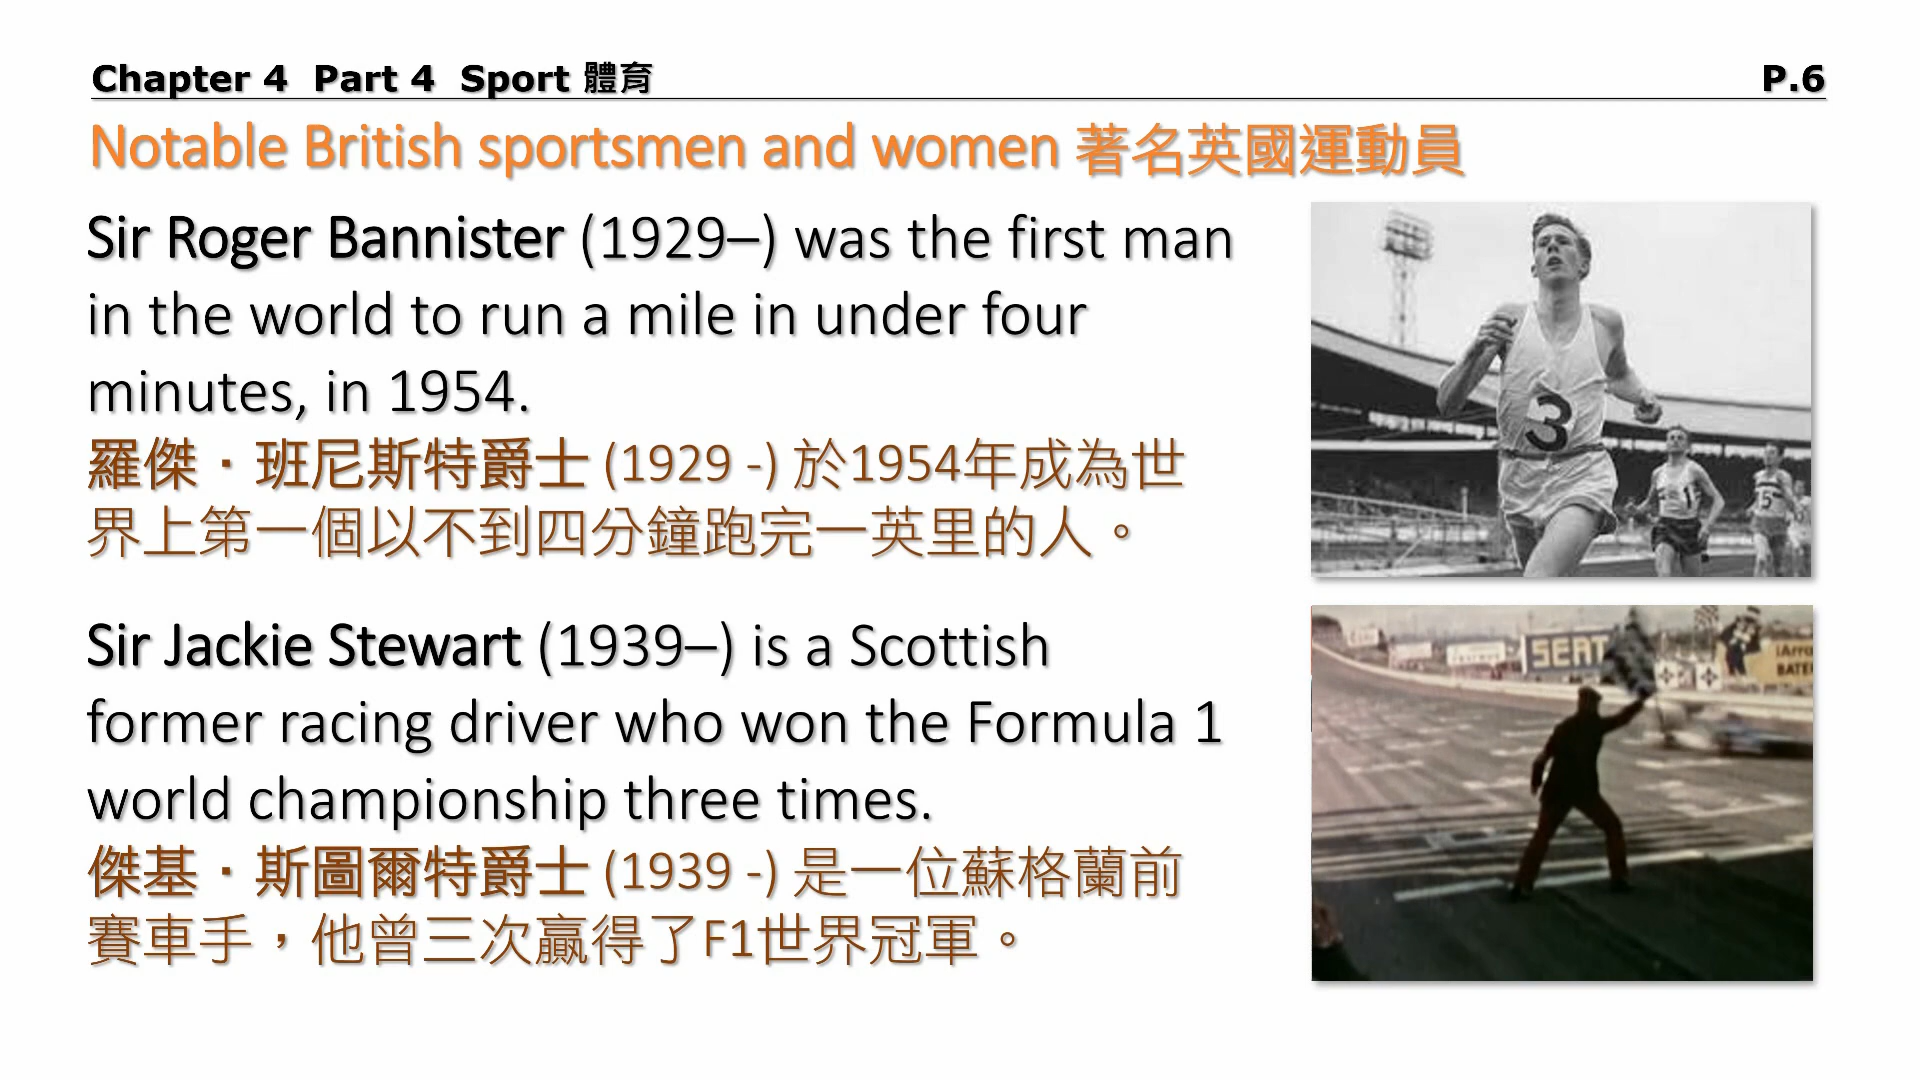 Chapter 4 Part 4 Sport 體育
P.6
Notable British sportsmen and women 著名英國運動員
Sir Roger Bannister (1929–) was the first man
in the world to run a mile in under four
minutes, in 1954.
羅傑．班尼斯特爵士 (1929 -) 於1954年成為世
界上第一個以不到四分鐘跑完一英里的人。
3
1
5
Sir Jackie Stewart (1939–) is a Scottish
former racing driver who won the Formula 1
world championship three times.
傑基．斯圖爾特爵士 (1939 -) 是一位蘇格蘭前
賽車手，他曾三次贏得了F1世界冠軍。
SEAT